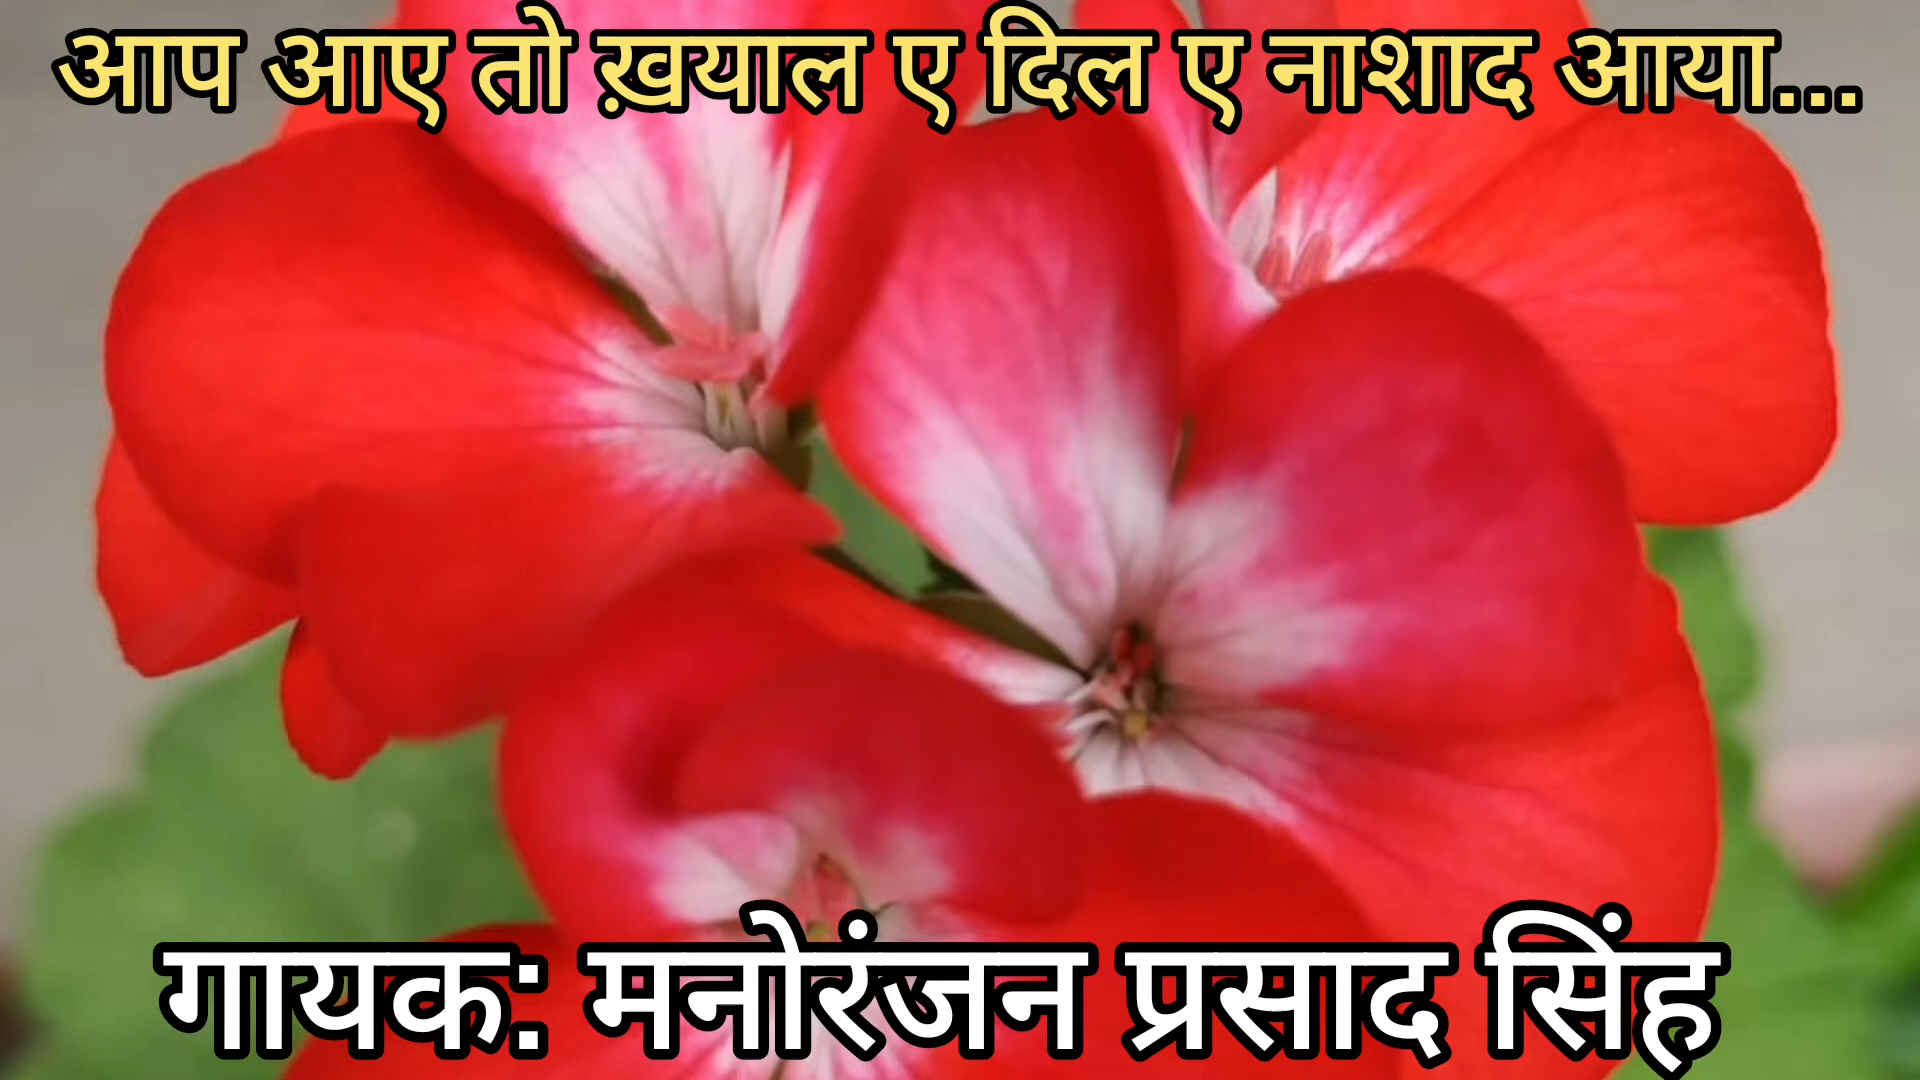 आप आए तो ख़याल ए दिल ए नाशाद आया...
गायक: मनोरंजन प्रसाद सिंह